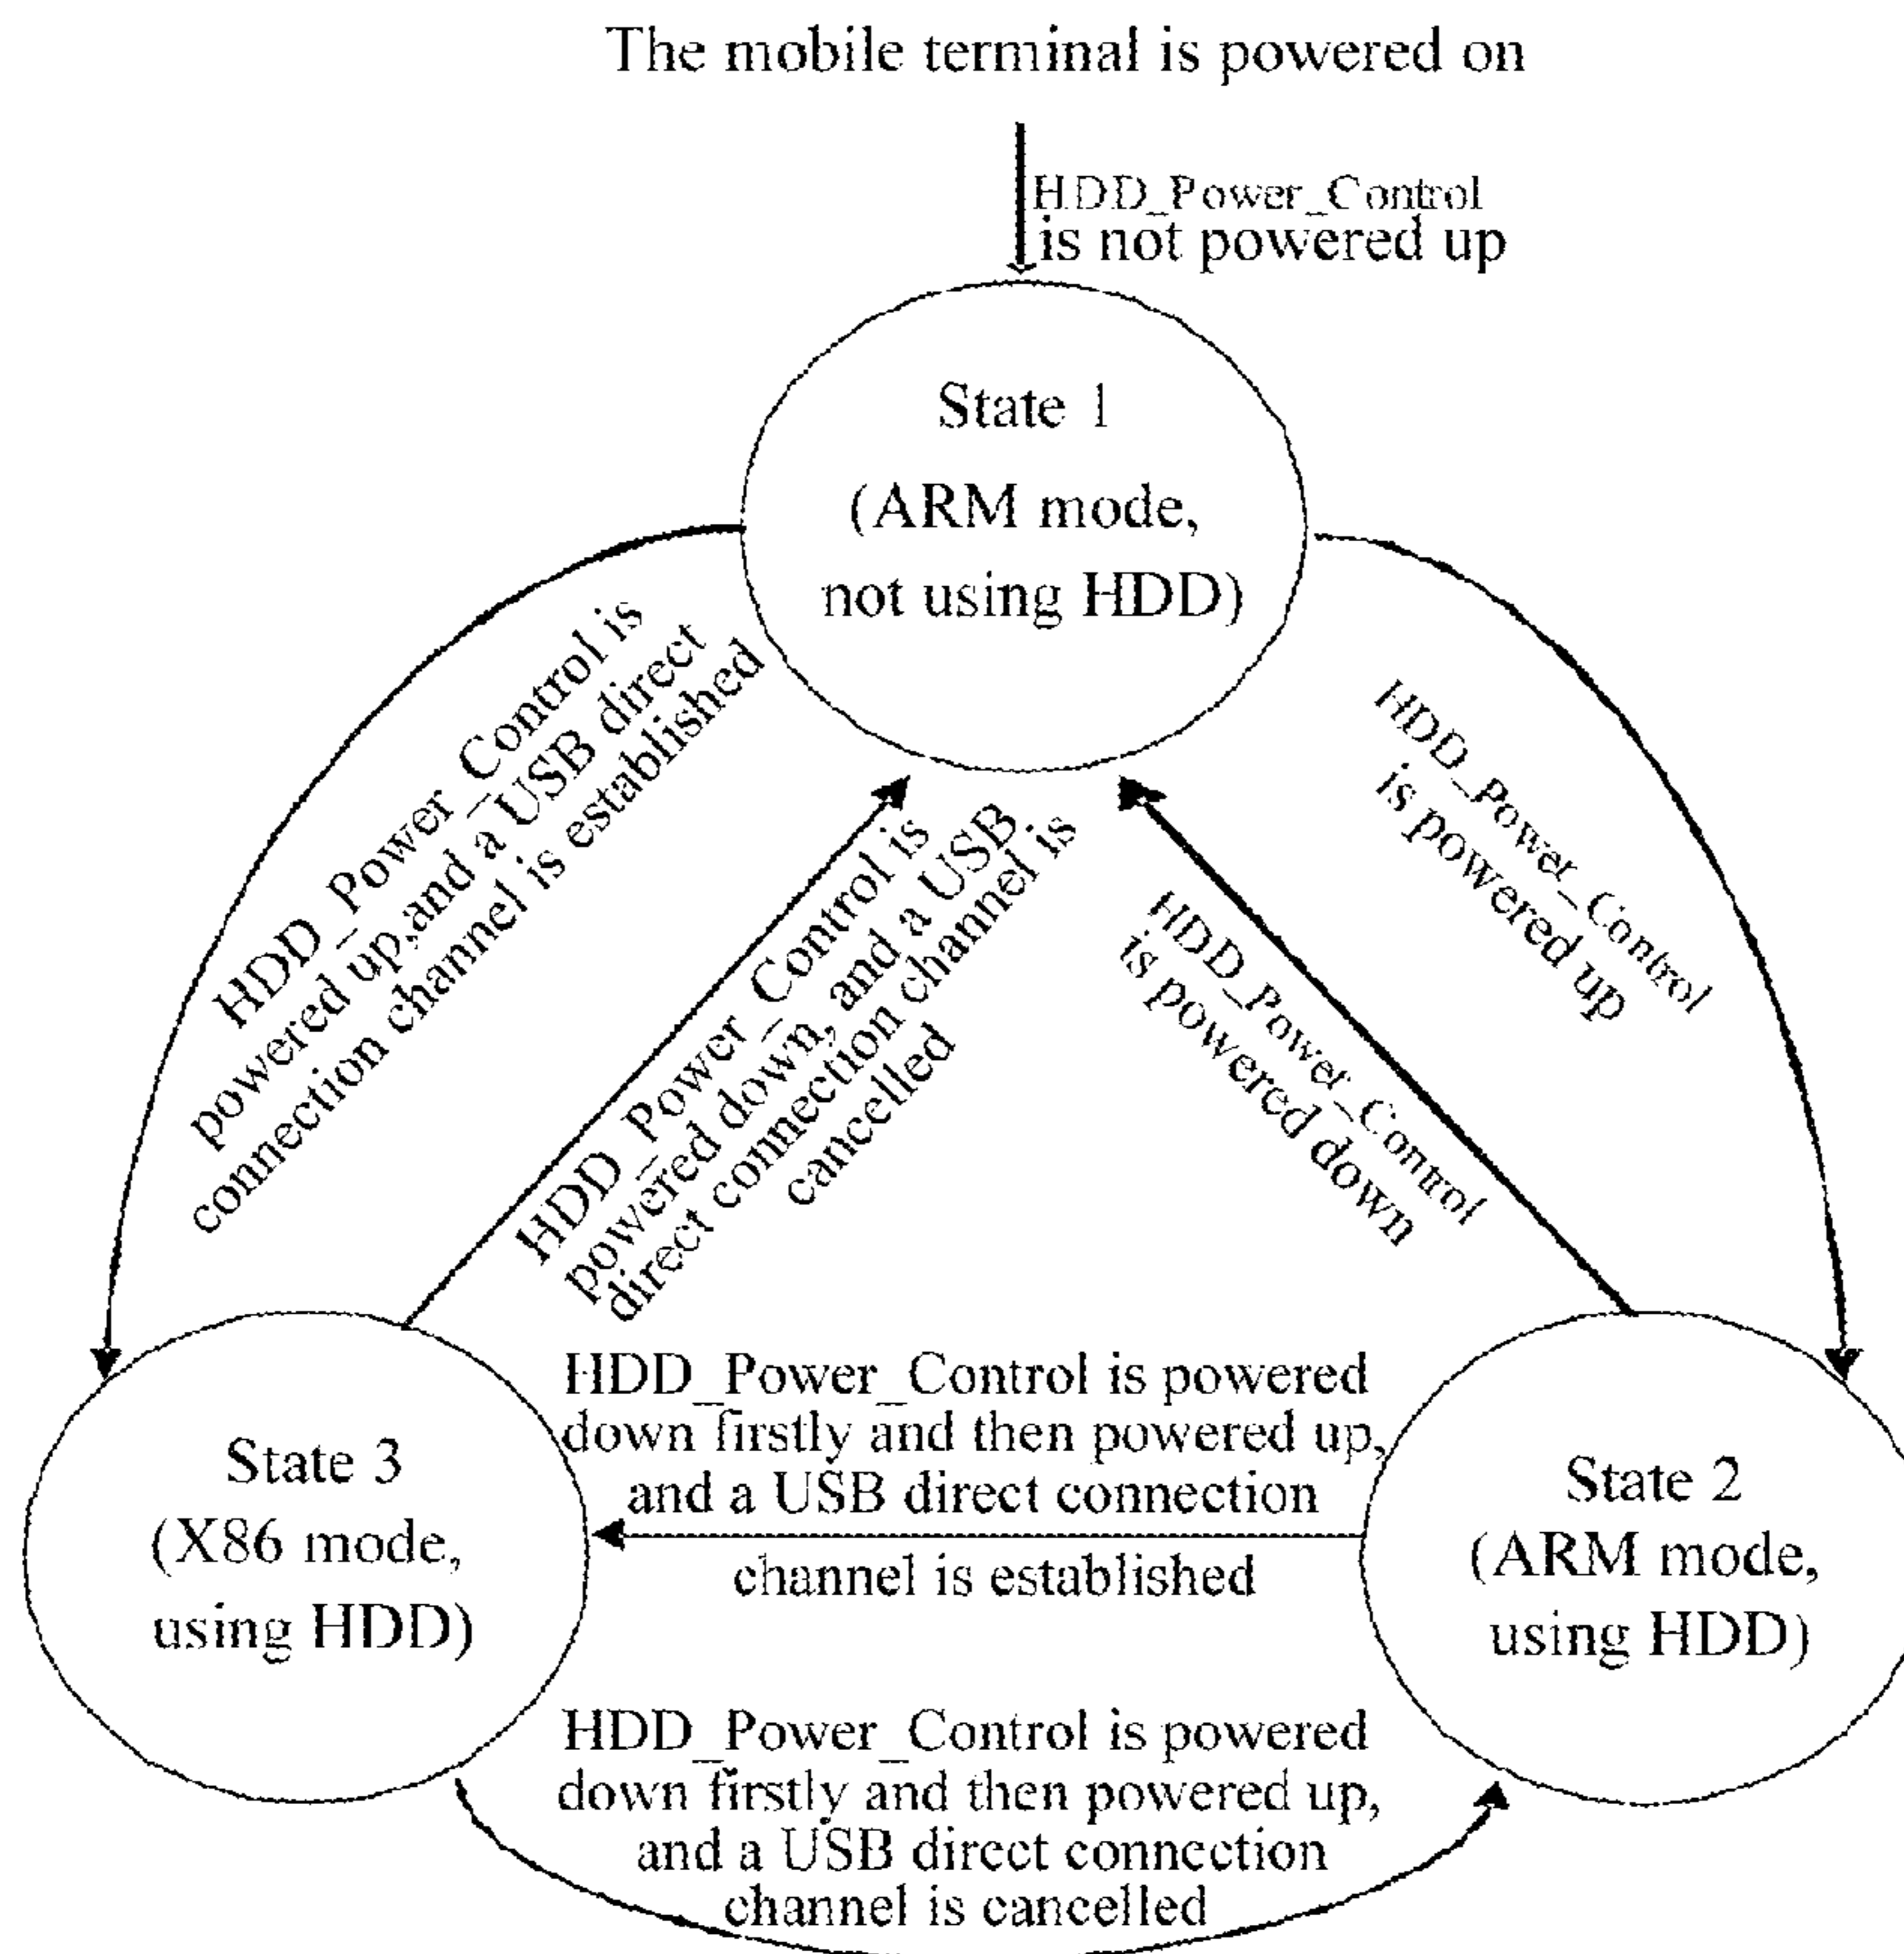 The mobile terminal is powered on
HDD_Power_Control
is not powered up
State 1
(ARM mode,
not using HDD)
HDD_Power_Control is
powered up,and a USB direct
connection channel is established
HDD_Power_Control is
powered down, and a USB
direct connection channel is
cancelled
HDD_Power_Control
is powered down
HDD_Power_Control
is powered up
State 3
(X86 mode,
using HDD)
HDD_Power_Control is powered
down firstly and then powered up,
and a USB direct connection
channel is established
State 2
(ARM mode,
using HDD)
HDD_Power_Control is powered
down firstly and then powered up,
and a USB direct connection
channel is cancelled